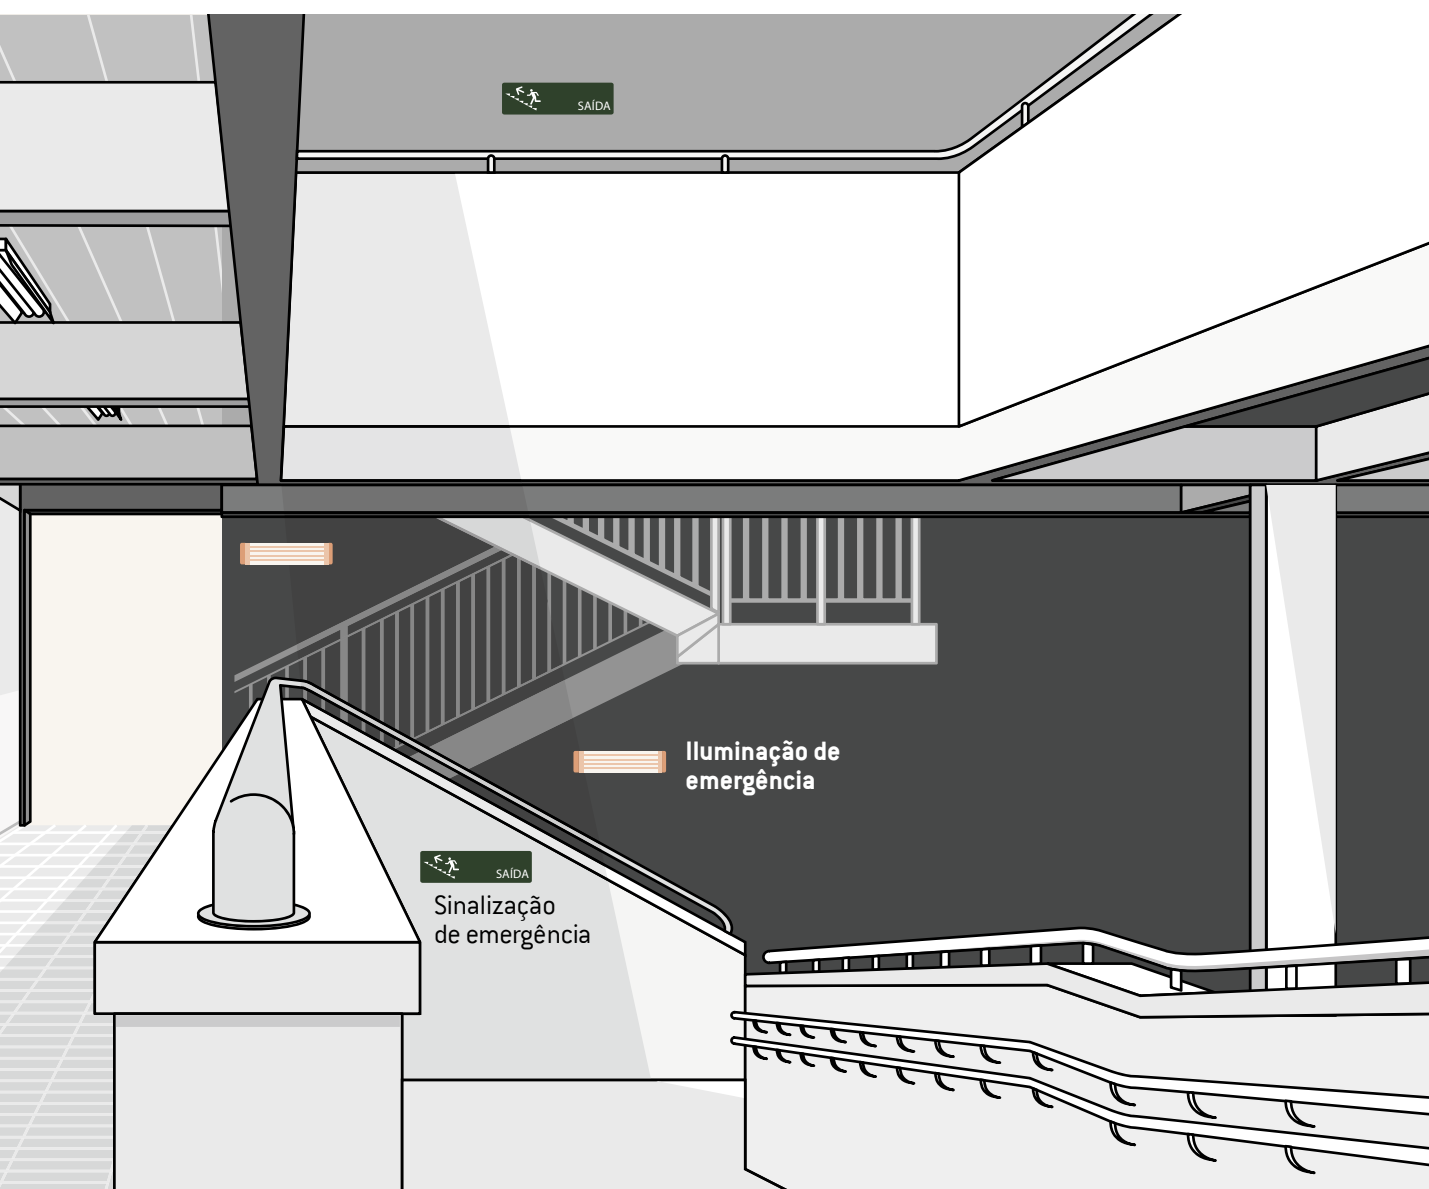 SAÍDA
Iluminação de
emergência
SAÍDA
Sinalização
de emergência